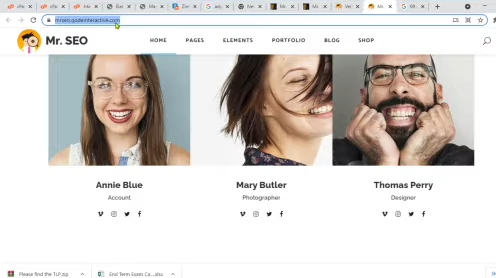 mrseo.qodeinteractive.com
Mr. SEO
HOME PAGES ELEMENTS PORTFOLIO BLOG SHOP
Annie Blue Mary Butler Thomas Perry
Account Photographer Designer
Please find the TLP.zip End Term Exam Ca....xlsx